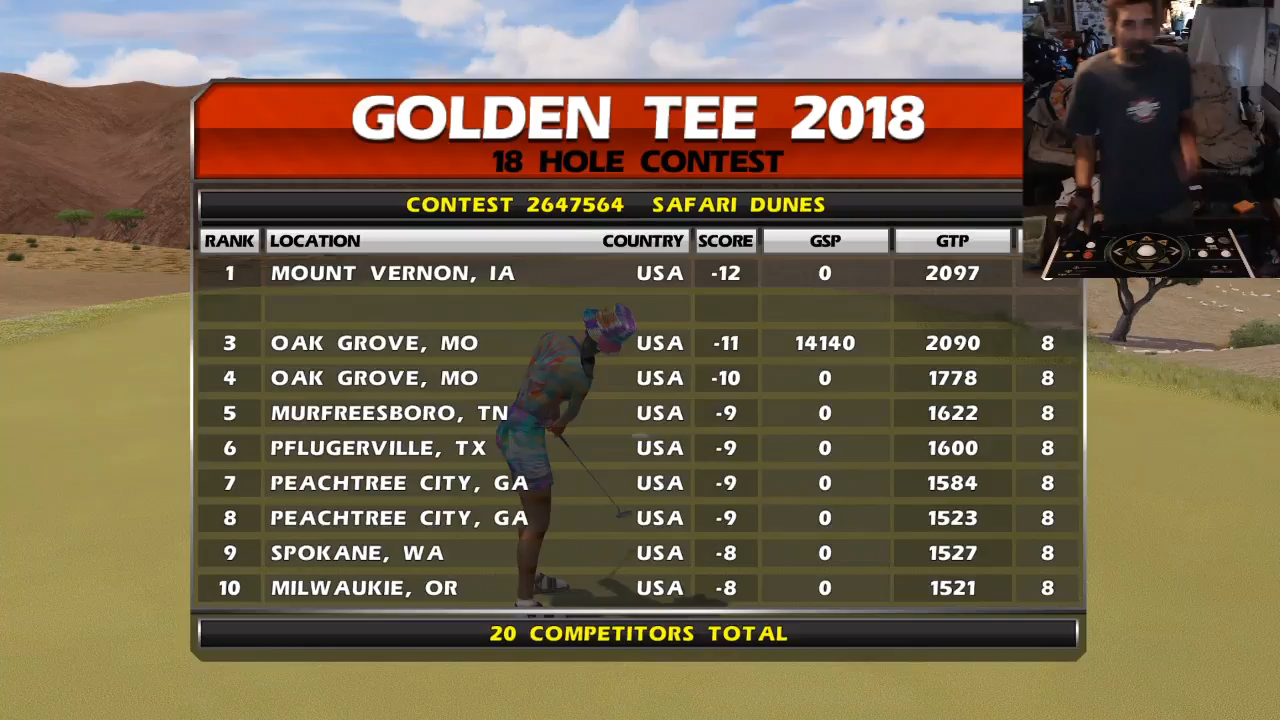 GOLDEN TEE 2018
18 HOLE CONTEST
CONTEST 2647564 SAFARI DUNES
RANK LOCATION COUNTRY SCORE GSP GTP
1 MOUNT VERNON, IA USA -12 0 2097
3 OAK GROVE, MO USA -11 14140 2090 8
4 OAK GROVE, MO USA -10 0 1778 8
5 MURFREESBORO, TN USA -9 0 1622 8
6 PFLUGERVILLE, TX USA -9 0 1600 8
7 PEACHTREE CITY, GA USA -9 0 1584 8
8 PEACHTREE CITY, GA USA -9 0 1523 8
9 SPOKANE, WA USA -8 0 1527 8
10 MILWAUKIE, OR USA -8 0 1521 8
20 COMPETITORS TOTAL